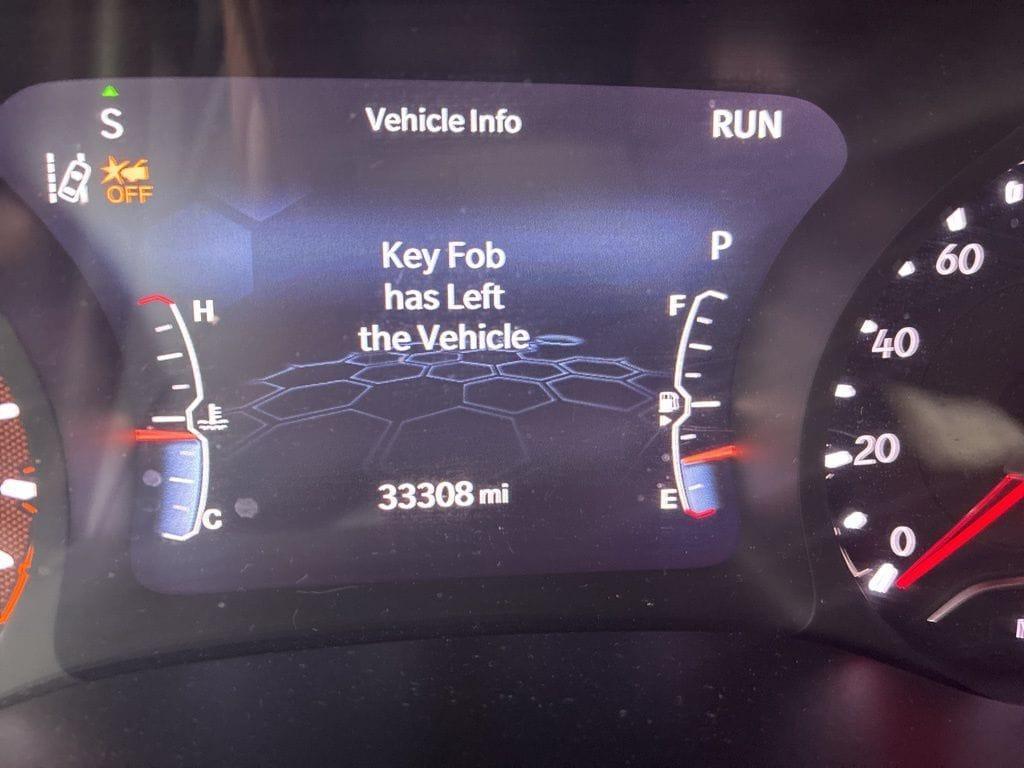 S
Vehicle Info
RUN
OFF
Key Fob
has Left
the Vehicle
P
H
F
C
E
33308 mi
60
40
20
0